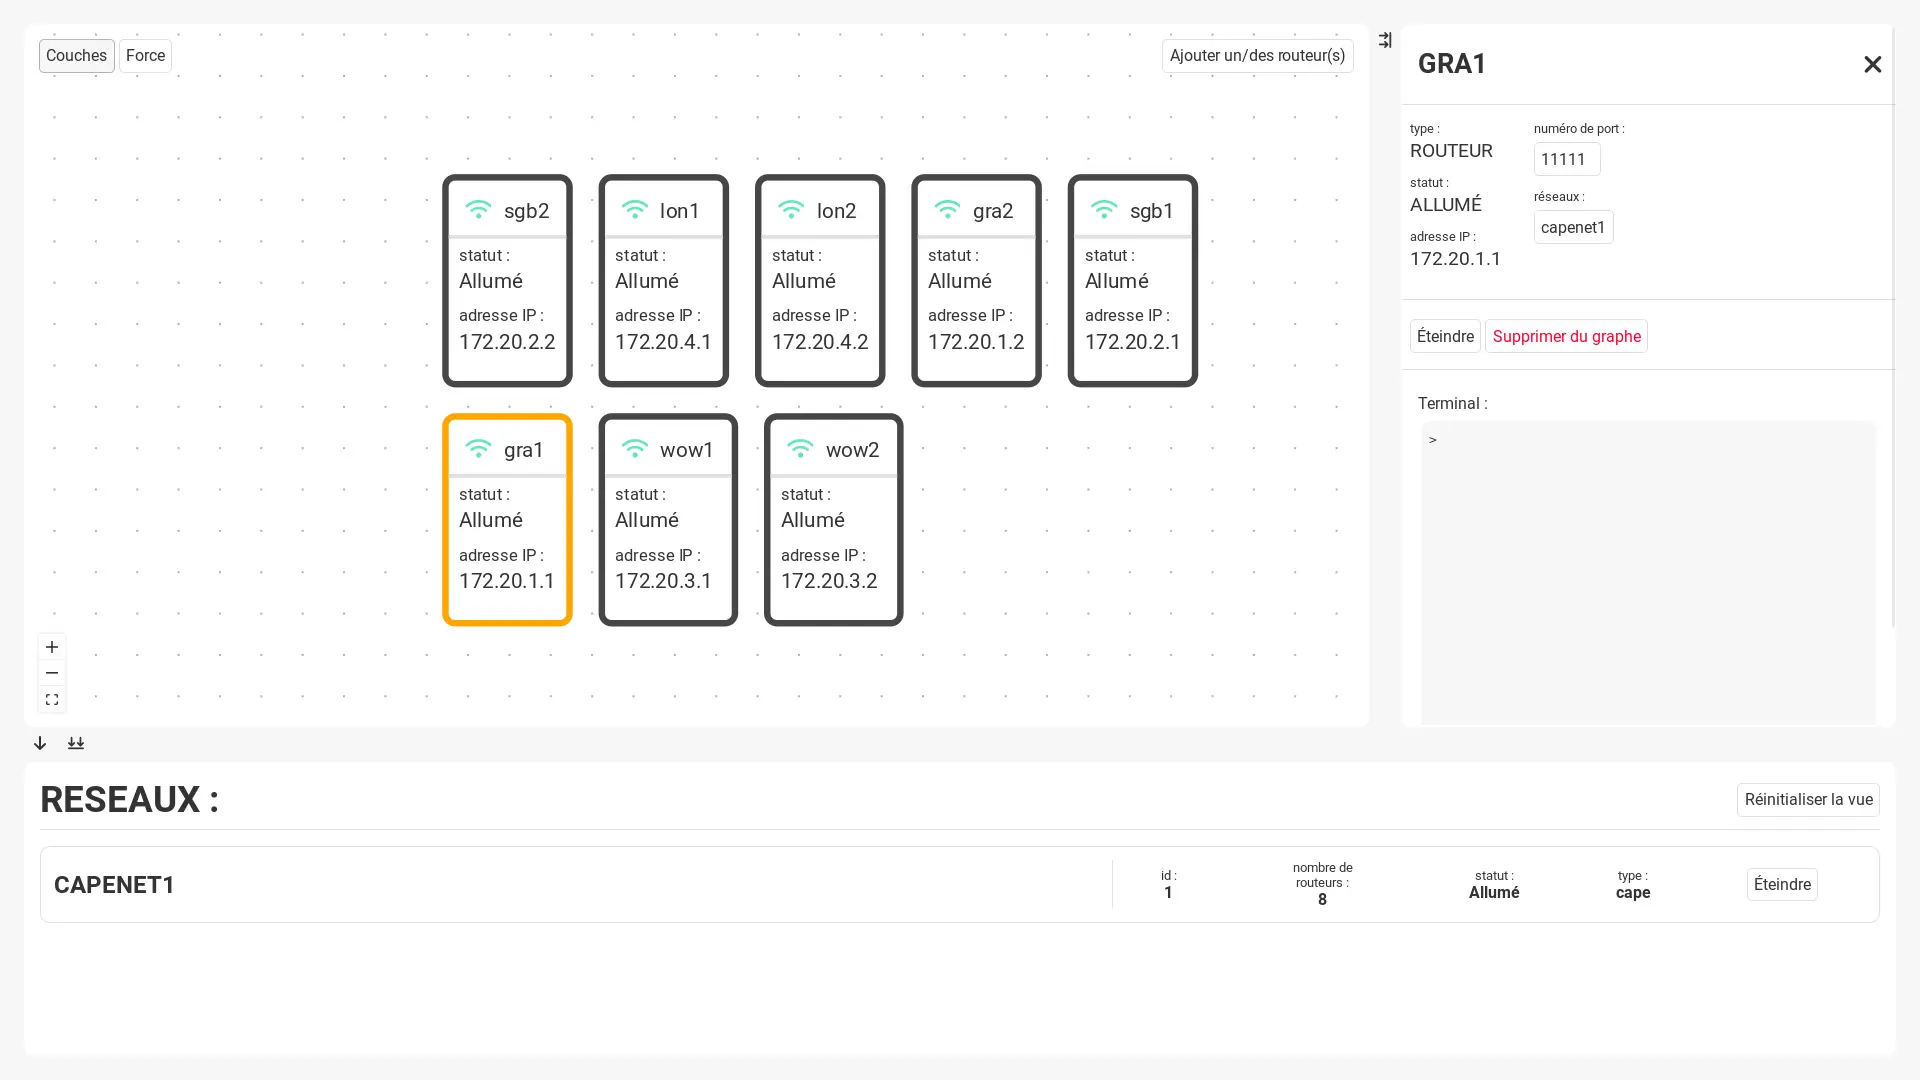 Couches
Force
Ajouter un/des routeur(s)
sgb2
statut :
Allumé
adresse IP :
172.20.2.2
lon1
statut :
Allumé
adresse IP :
172.20.4.1
lon2
statut :
Allumé
adresse IP :
172.20.4.2
gra2
statut :
Allumé
adresse IP :
172.20.1.2
sgb1
statut :
Allumé
adresse IP :
172.20.2.1
gra1
statut :
Allumé
adresse IP :
172.20.1.1
wow1
statut :
Allumé
adresse IP :
172.20.3.1
wow2
statut :
Allumé
adresse IP :
172.20.3.2
GRA1
type :
ROUTEUR
statut :
ALLUMÉ
adresse IP :
172.20.1.1
numéro de port :
11111
réseaux :
capenet1
Éteindre
Supprimer du graphe
Terminal :
>
RESEAUX :
Réinitialiser la vue
CAPENET1
id :
1
nombre de
routeurs :
8
statut :
Allumé
type :
cape
Éteindre